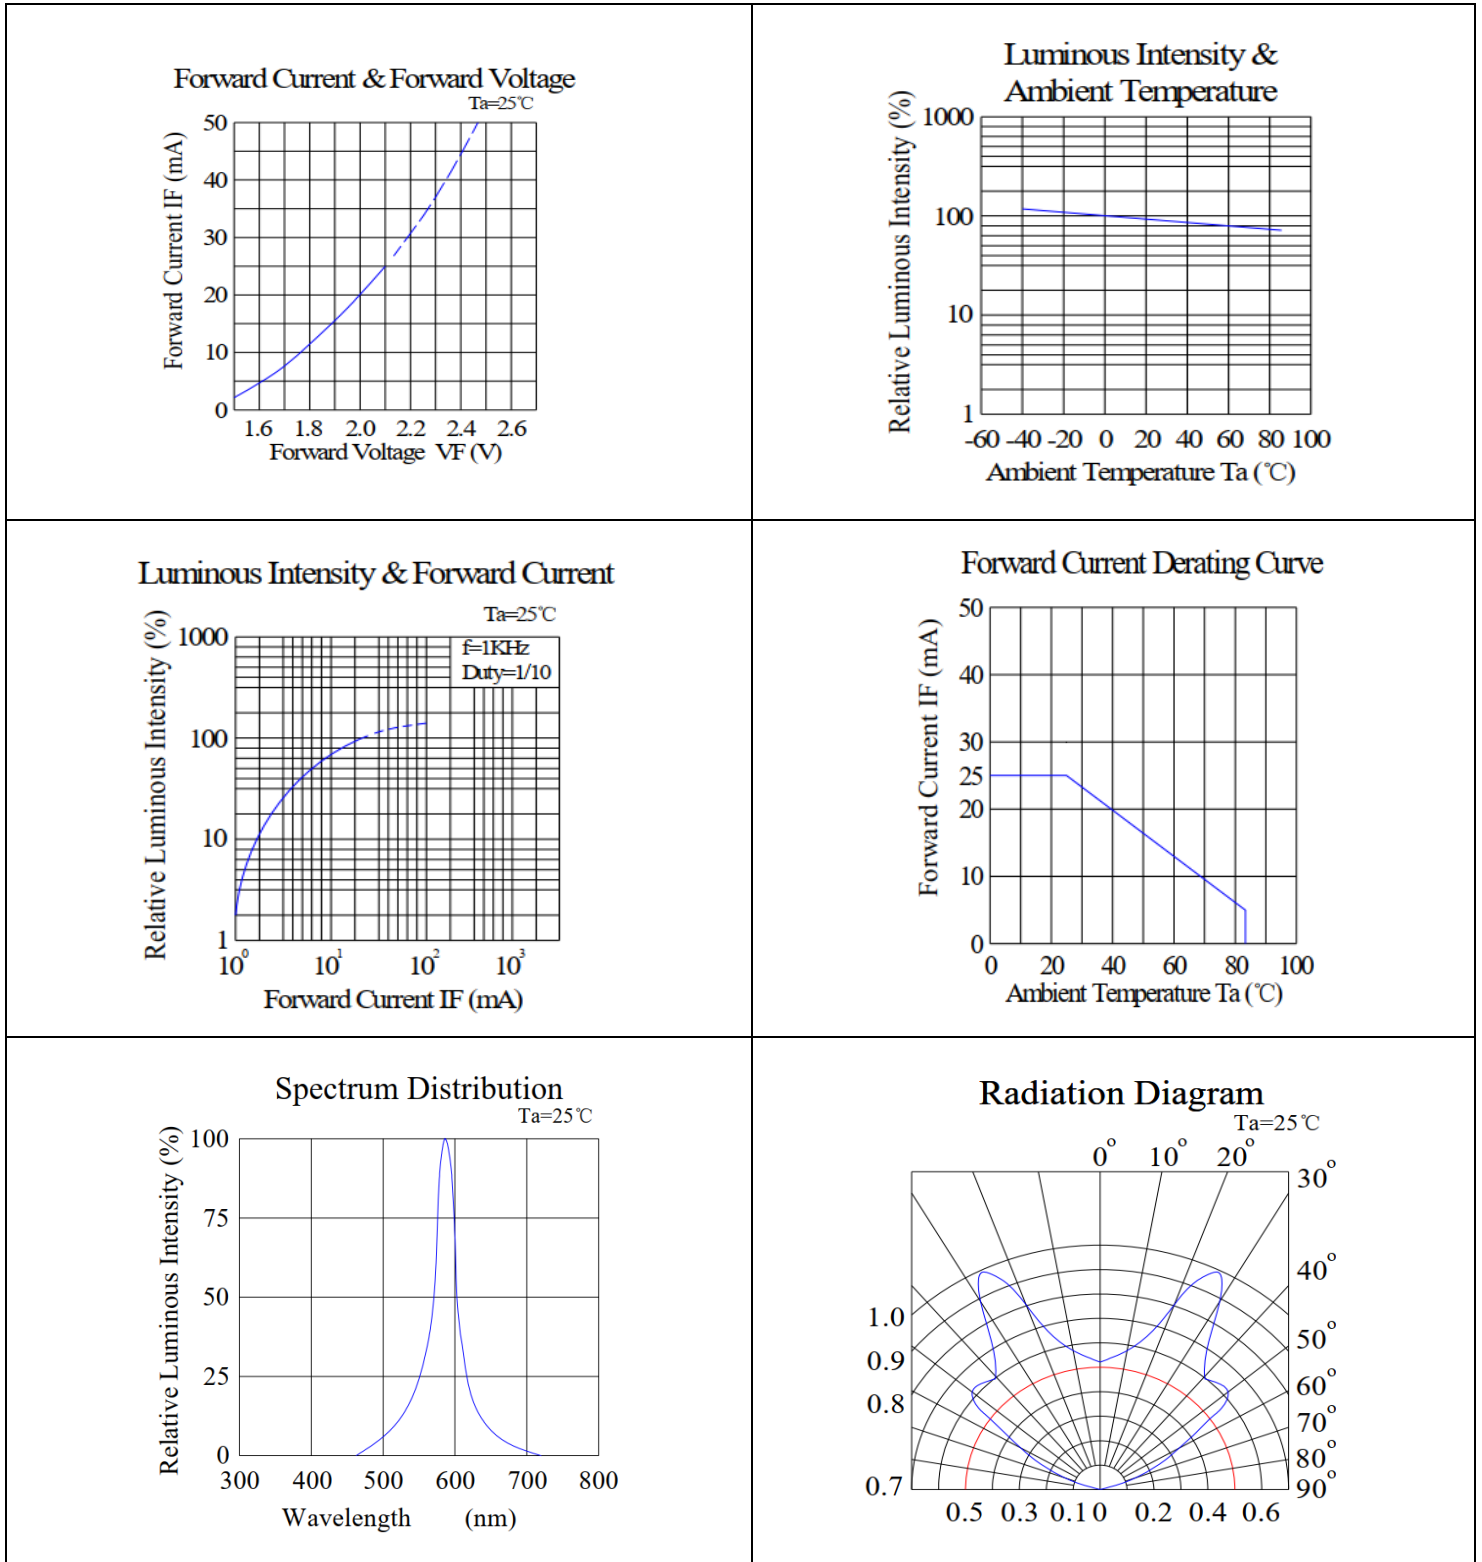 Forward Current & Forward Voltage
Ta=25℃
Forward Current IF (mA)
50
40
30
20
10
0
1.6 1.8 2.0 2.2 2.4 2.6
Forward Voltage VF (V)
Luminous Intensity &
Ambient Temperature
Relative Luminous Intensity (%)
1000
100
10
1
-60 -40 -20 0 20 40 60 80 100
Ambient Temperature Ta (℃)
Luminous Intensity & Forward Current
Ta=25℃
f=1KHz
Duty=1/10
Relative Luminous Intensity (%)
1000
100
10
1
10⁰ 10¹ 10² 10³
Forward Current IF (mA)
Forward Current Derating Curve
Forward Current IF (mA)
50
40
30
25
20
10
0
0 20 40 60 80 100
Ambient Temperature Ta (℃)
Spectrum Distribution
Ta=25℃
Relative Luminous Intensity (%)
100
75
50
25
0
300 400 500 600 700 800
Wavelength (nm)
Radiation Diagram
Ta=25℃
0° 10° 20°
30°
40°
50°
60°
70°
80°
90°
1.0
0.9
0.8
0.7
0.5 0.3 0.1 0 0.2 0.4 0.6